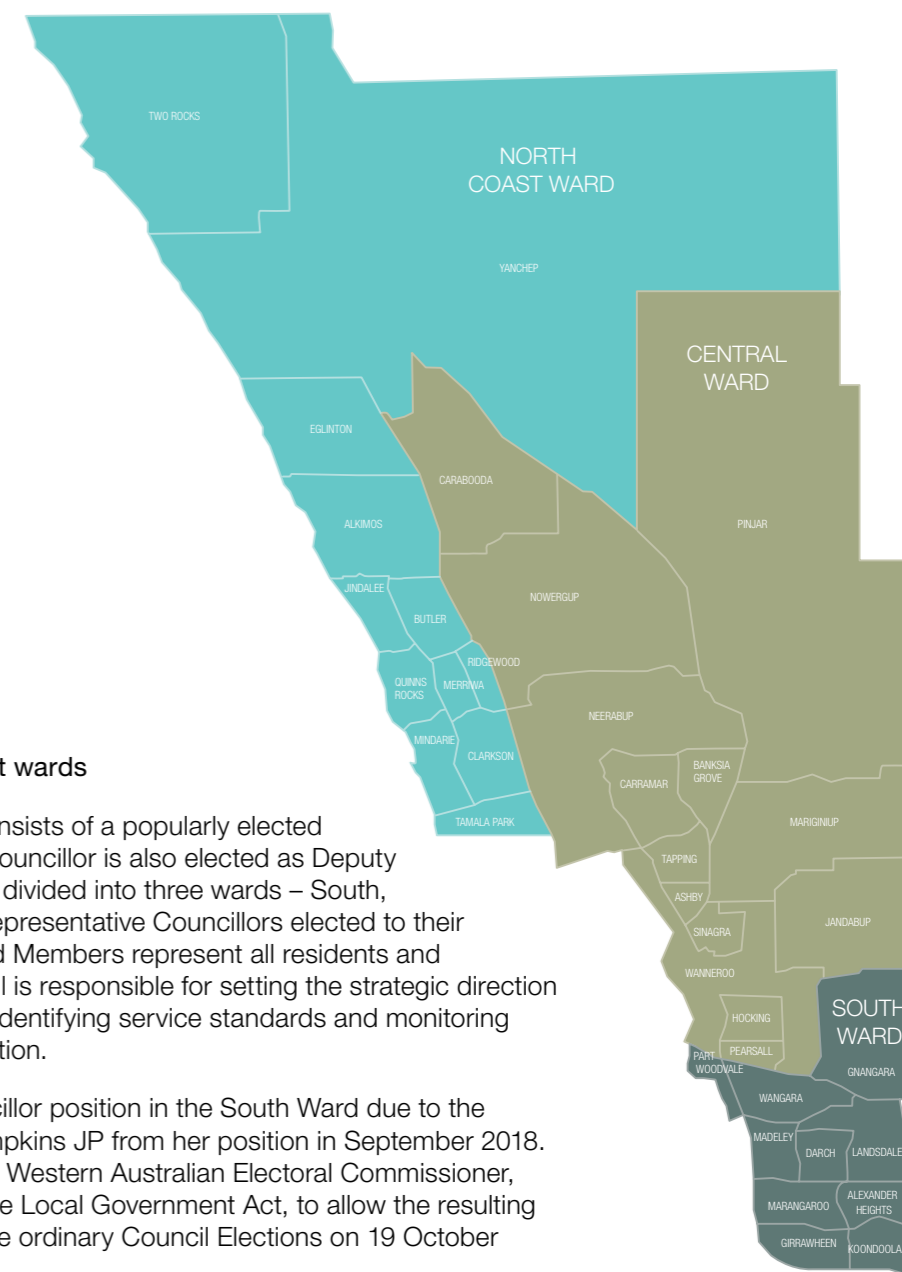 TWO ROCKS
NORTH
COAST WARD
YANCHEP
CENTRAL
WARD
EGLINTON
CARABOODA
ALKIMOS
PINJAR
JINDALEE
NOWERGUP
BUTLER
RIDGEWOOD
QUINNS
ROCKS
MERRIWA
NEERABUP
MINDARIE
CLARKSON
BANKSIA
GROVE
CARRAMAR
TAMALA PARK
MARIGINIUP
TAPPING
ASHBY
SINAGRA
JANDABUP
WANNEROO
HOCKING
SOUTH
WARD
PEARSALL
PART
WOODVALE
GNANGARA
WANGARA
MADELEY
DARCH
LANDSDALE
MARANGAROO
ALEXANDER
HEIGHTS
GIRRAWHEEN
KOONDOOLA
t wards
nsists of a popularly elected
ouncillor is also elected as Deputy
divided into three wards – South,
epresentative Councillors elected to their
d Members represent all residents and
l is responsible for setting the strategic direction
dentifying service standards and monitoring
tion.
cillor position in the South Ward due to the
mpkins JP from her position in September 2018.
Western Australian Electoral Commissioner,
e Local Government Act, to allow the resulting
e ordinary Council Elections on 19 October